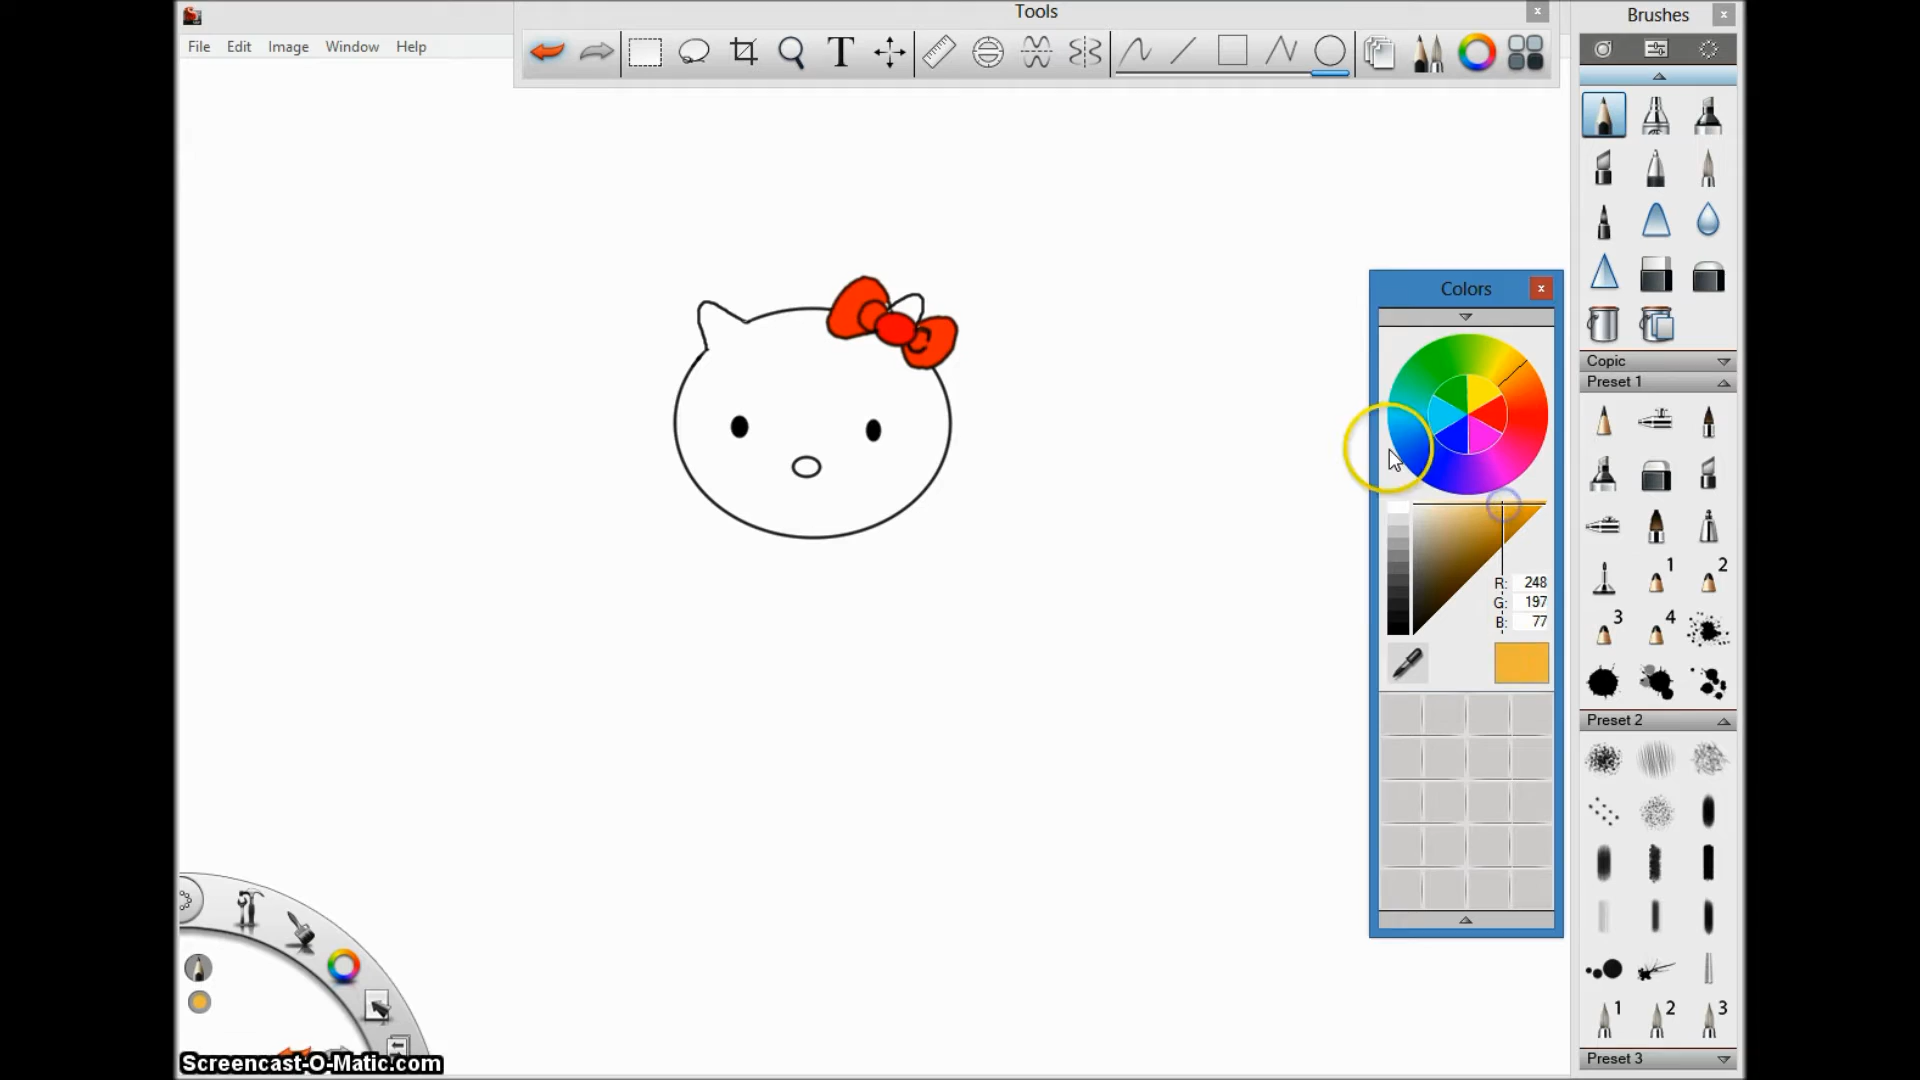 Tools
Brushes
File Edit Image Window Help
T
Colors
Copic
Preset 1
R: 248
G: 197
B: 77
1 2
3 4
Preset 2
1 2 3
Preset 3
Screencast-O-Matic.com